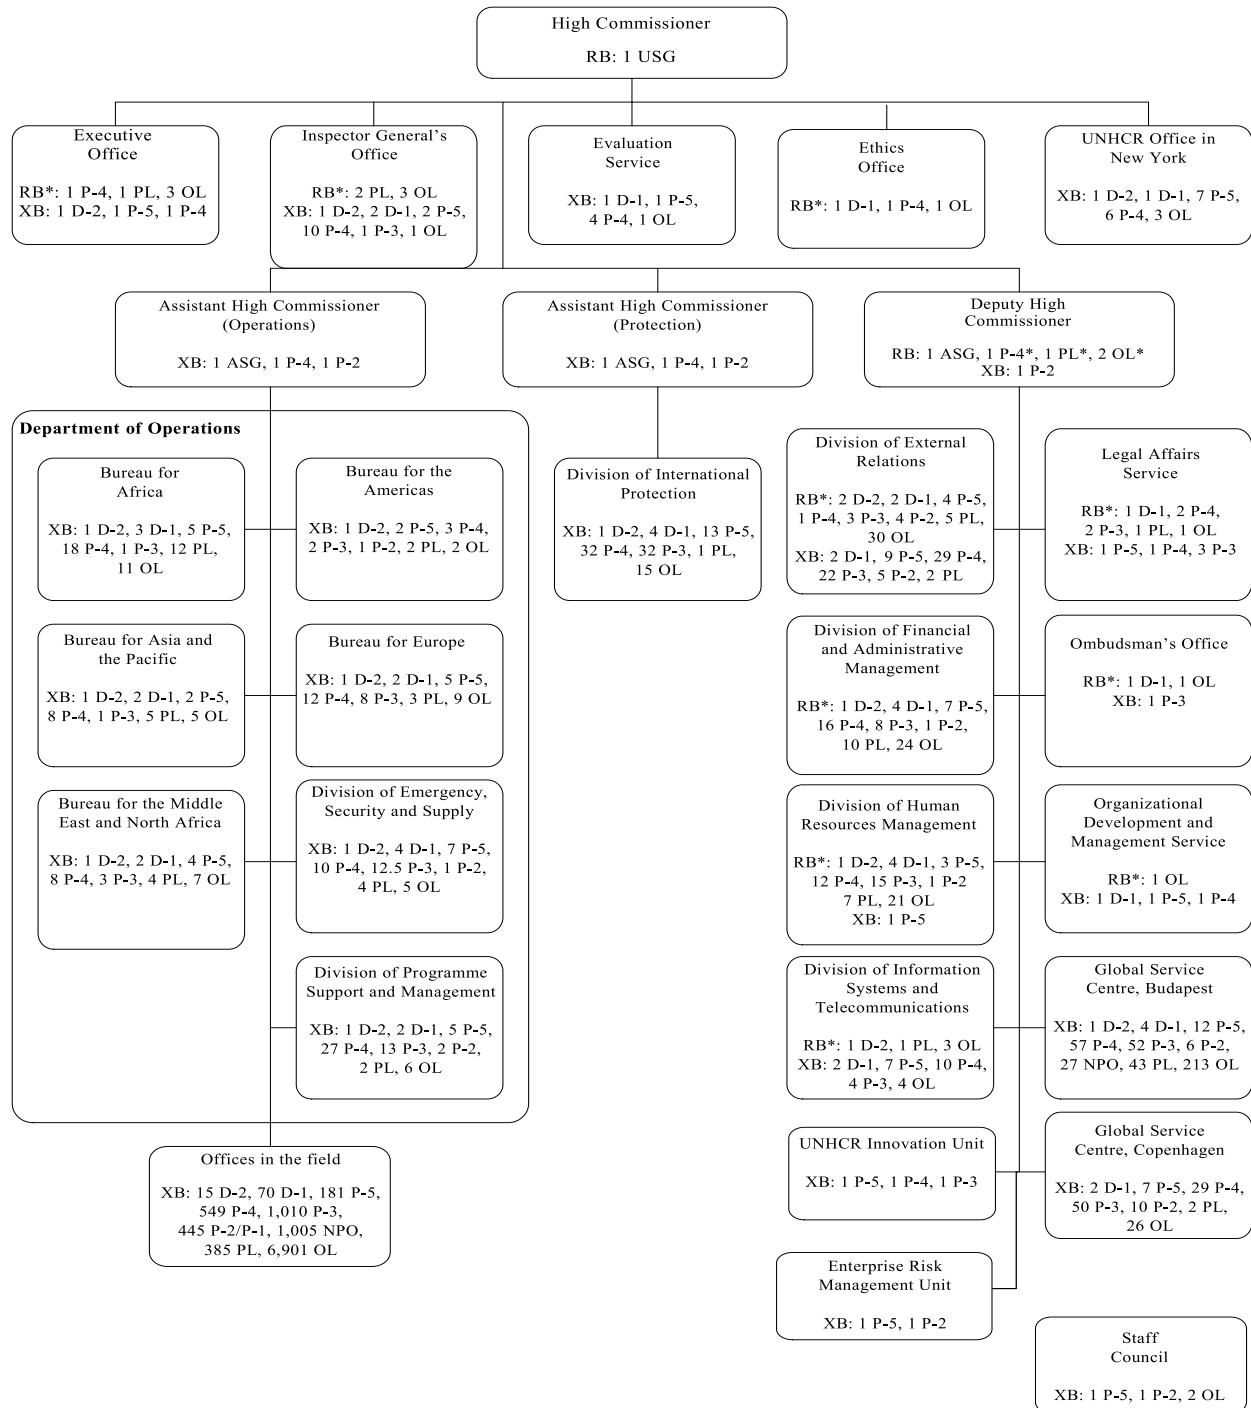 High Commissioner
RB: 1 USG
Executive
Office
RB*: 1 P-4, 1 PL, 3 OL
XB: 1 D-2, 1 P-5, 1 P-4
Inspector General's
Office
RB*: 2 PL, 3 OL
XB: 1 D-2, 2 D-1, 2 P-5,
10 P-4, 1 P-3, 1 OL
Evaluation
Service
XB: 1 D-1, 1 P-5,
4 P-4, 1 OL
Ethics
Office
RB*: 1 D-1, 1 P-4, 1 OL
UNHCR Office in
New York
XB: 1 D-2, 1 D-1, 7 P-5,
6 P-4, 3 OL
Assistant High Commissioner
(Operations)
XB: 1 ASG, 1 P-4, 1 P-2
Assistant High Commissioner
(Protection)
XB: 1 ASG, 1 P-4, 1 P-2
Deputy High
Commissioner
RB: 1 ASG, 1 P-4*, 1 PL*, 2 OL*
XB: 1 P-2
Department of Operations
Bureau for
Africa
XB: 1 D-2, 3 D-1, 5 P-5,
18 P-4, 1 P-3, 12 PL,
11 OL
Bureau for the
Americas
XB: 1 D-2, 2 P-5, 3 P-4,
2 P-3, 1 P-2, 2 PL, 2 OL
Bureau for Asia and
the Pacific
XB: 1 D-2, 2 D-1, 2 P-5,
8 P-4, 1 P-3, 5 PL, 5 OL
Bureau for Europe
XB: 1 D-2, 2 D-1, 5 P-5,
12 P-4, 8 P-3, 3 PL, 9 OL
Bureau for the Middle
East and North Africa
XB: 1 D-2, 2 D-1, 4 P-5,
8 P-4, 3 P-3, 4 PL, 7 OL
Division of Emergency,
Security and Supply
XB: 1 D-2, 4 D-1, 7 P-5,
10 P-4, 12.5 P-3, 1 P-2,
4 PL, 5 OL
Division of Programme
Support and Management
XB: 1 D-2, 2 D-1, 5 P-5,
27 P-4, 13 P-3, 2 P-2,
2 PL, 6 OL
Offices in the field
XB: 15 D-2, 70 D-1, 181 P-5,
549 P-4, 1,010 P-3,
445 P-2/P-1, 1,005 NPO,
385 PL, 6,901 OL
Division of International
Protection
XB: 1 D-2, 4 D-1, 13 P-5,
32 P-4, 32 P-3, 1 PL,
15 OL
Division of External
Relations
RB*: 2 D-2, 2 D-1, 4 P-5,
1 P-4, 3 P-3, 4 P-2, 5 PL,
30 OL
XB: 2 D-1, 9 P-5, 29 P-4,
22 P-3, 5 P-2, 2 PL
Legal Affairs
Service
RB*: 1 D-1, 2 P-4,
2 P-3, 1 PL, 1 OL
XB: 1 P-5, 1 P-4, 3 P-3
Division of Financial
and Administrative
Management
RB*: 1 D-2, 4 D-1, 7 P-5,
16 P-4, 8 P-3, 1 P-2,
10 PL, 24 OL
Ombudsman's Office
RB*: 1 D-1, 1 OL
XB: 1 P-3
Division of Human
Resources Management
RB*: 1 D-2, 4 D-1, 3 P-5,
12 P-4, 15 P-3, 1 P-2
7 PL, 21 OL
XB: 1 P-5
Organizational
Development and
Management Service
RB*: 1 OL
XB: 1 D-1, 1 P-5, 1 P-4
Division of Information
Systems and
Telecommunications
RB*: 1 D-2, 1 PL, 3 OL
XB: 2 D-1, 7 P-5, 10 P-4,
4 P-3, 4 OL
Global Service
Centre, Budapest
XB: 1 D-2, 4 D-1, 12 P-5,
57 P-4, 52 P-3, 6 P-2,
27 NPO, 43 PL, 213 OL
UNHCR Innovation Unit
XB: 1 P-5, 1 P-4, 1 P-3
Global Service
Centre, Copenhagen
XB: 2 D-1, 7 P-5, 29 P-4,
50 P-3, 10 P-2, 2 PL,
26 OL
Enterprise Risk
Management Unit
XB: 1 P-5, 1 P-2
Staff
Council
XB: 1 P-5, 1 P-2, 2 OL